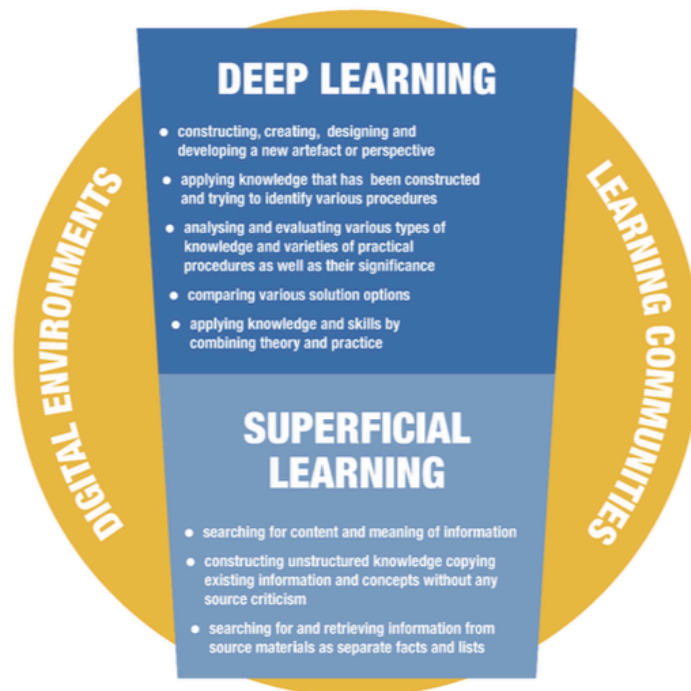 DEEP LEARNING
● constructing, creating, designing and
developing a new artefact or perspective
● applying knowledge that has been constructed
and trying to identify various procedures
● analysing and evaluating various types of
knowledge and varieties of practical
procedures as well as their significance
● comparing various solution options
● applying knowledge and skills by
combining theory and practice
DIGITAL ENVIRONMENTS
LEARNING COMMUNITIES
SUPERFICIAL
LEARNING
● searching for content and meaning of information
● constructing unstructured knowledge copying
existing information and concepts without any
source criticism
● searching for and retrieving information from
source materials as separate facts and lists